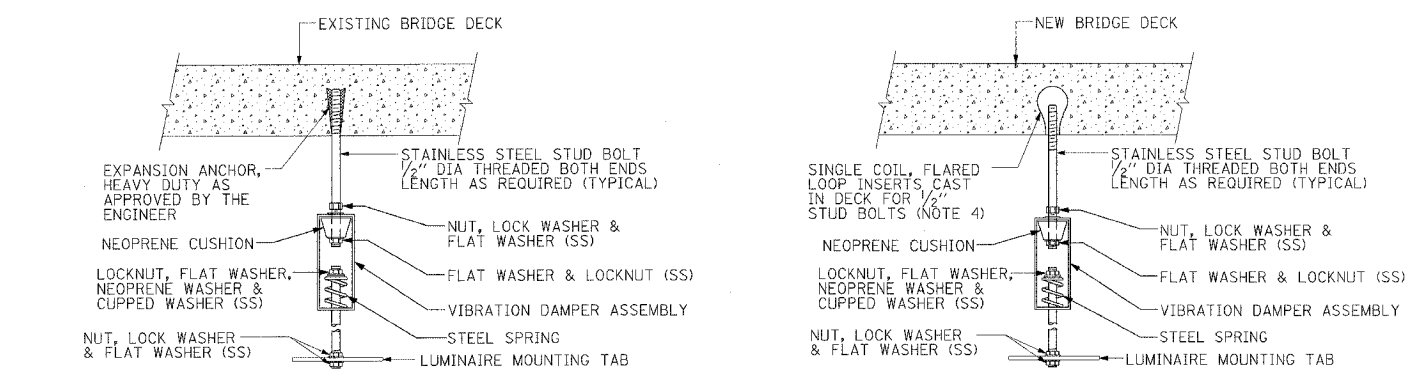 EXISTING BRIDGE DECK
EXPANSION ANCHOR,
HEAVY DUTY AS
APPROVED BY THE
ENGINEER
STAINLESS STEEL STUD BOLT
1/2" DIA THREADED BOTH ENDS
LENGTH AS REQUIRED (TYPICAL)
NUT, LOCK WASHER &
FLAT WASHER (SS)
NEOPRENE CUSHION
LOCKNUT, FLAT WASHER,
NEOPRENE WASHER &
CUPPED WASHER (SS)
FLAT WASHER & LOCKNUT (SS)
VIBRATION DAMPER ASSEMBLY
STEEL SPRING
NUT, LOCK WASHER
& FLAT WASHER (SS)
LUMINAIRE MOUNTING TAB
NEW BRIDGE DECK
SINGLE COIL, FLARED
LOOP INSERTS CAST
IN DECK FOR 1/2"
STUD BOLTS (NOTE 4)
STAINLESS STEEL STUD BOLT
1/2" DIA THREADED BOTH ENDS
LENGTH AS REQUIRED (TYPICAL)
NUT, LOCK WASHER &
FLAT WASHER (SS)
NEOPRENE CUSHION
LOCKNUT, FLAT WASHER,
NEOPRENE WASHER &
CUPPED WASHER (SS)
FLAT WASHER & LOCKNUT (SS)
VIBRATION DAMPER ASSEMBLY
STEEL SPRING
NUT, LOCK WASHER
& FLAT WASHER (SS)
LUMINAIRE MOUNTING TAB